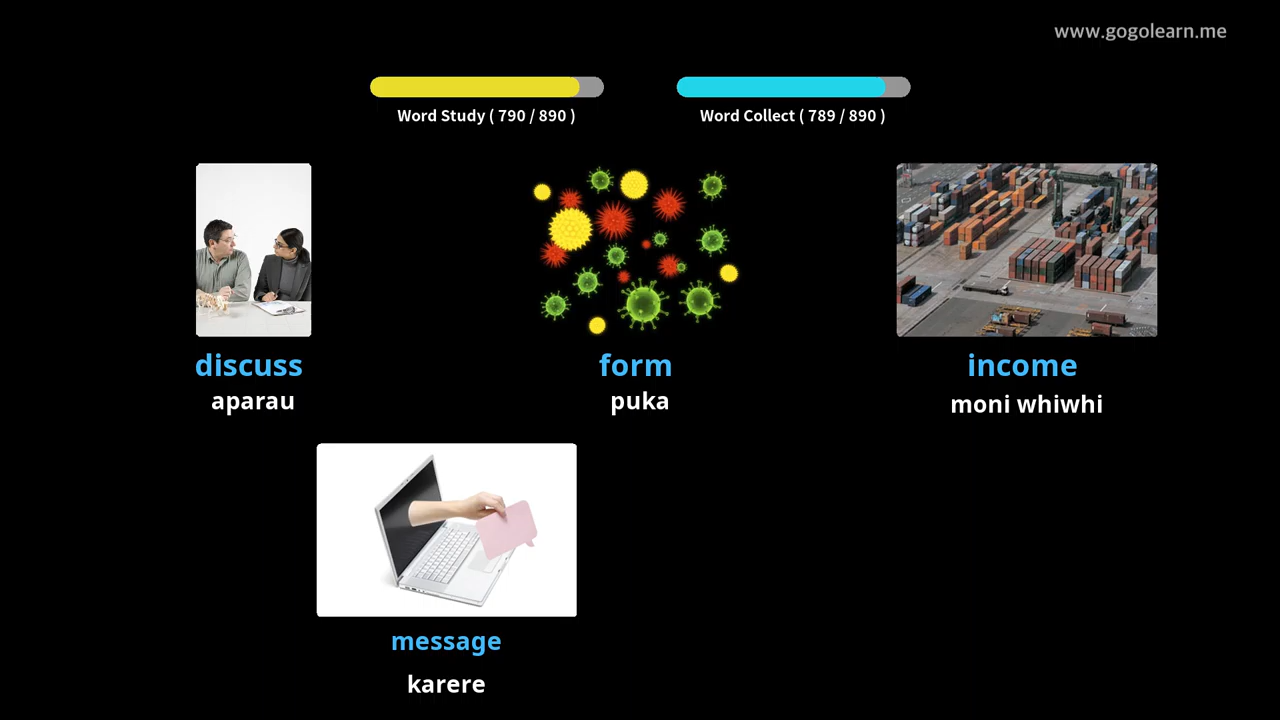 www.gogolearn.me
Word Study ( 790 / 890 )
Word Collect ( 789 / 890 )
discuss
aparau
form
puka
income
moni whiwhi
message
karere